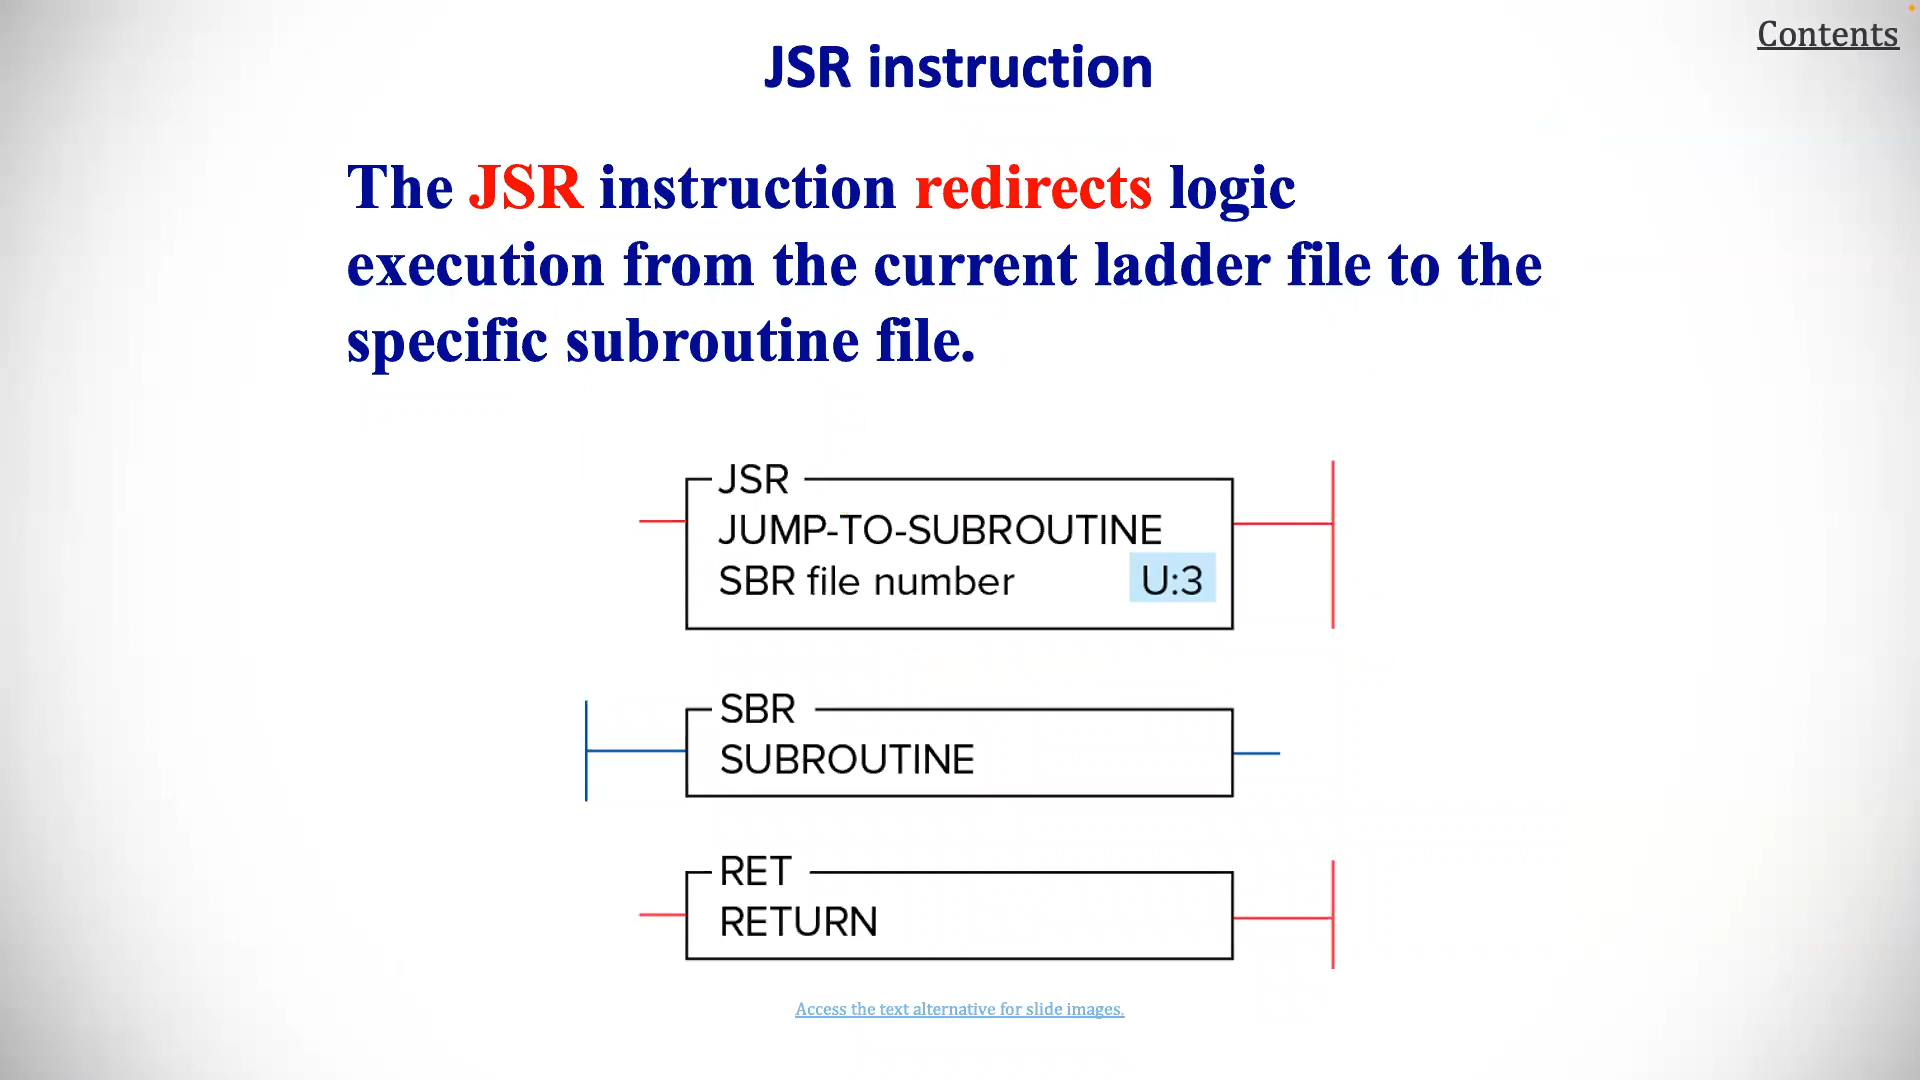 Contents
JSR instruction
The JSR instruction redirects logic
execution from the current ladder file to the
specific subroutine file.
JSR
JUMP-TO-SUBROUTINE
SBR file number U:3
SBR
SUBROUTINE
RET
RETURN
Access the text alternative for slide images.